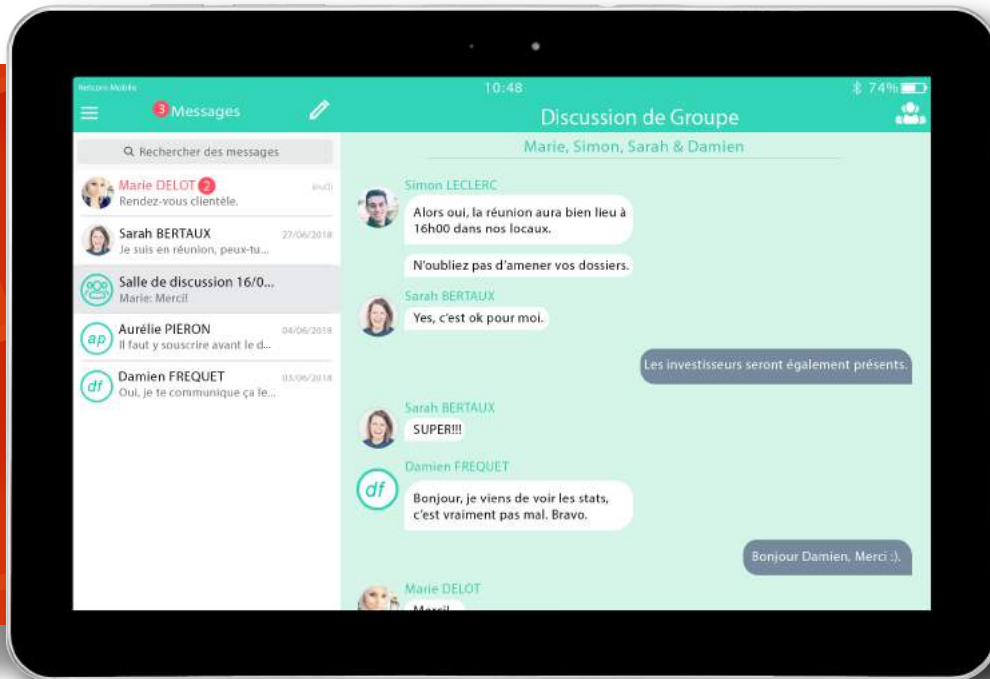 Netcom Mobile
10:48
74%
3 Messages
Discussion de Groupe
Rechercher des messages
Marie DELOT 2
jeudi
Rendez-vous clientèle.
Sarah BERTAUX
27/06/2018
Je suis en réunion, peux-tu...
Salle de discussion 16/0...
Marie: Merci!
ap
Aurélie PIERON
04/06/2018
Il faut y souscrire avant le d...
df
Damien FREQUET
03/06/2018
Oui, je te communique ça le...
Marie, Simon, Sarah & Damien
Simon LECLERC
Alors oui, la réunion aura bien lieu à
16h00 dans nos locaux.
N'oubliez pas d'amener vos dossiers.
Sarah BERTAUX
Yes, c'est ok pour moi.
Les investisseurs seront également présents.
Sarah BERTAUX
SUPER!!!
df
Damien FREQUET
Bonjour, je viens de voir les stats,
c'est vraiment pas mal. Bravo.
Bonjour Damien, Merci :).
Marie DELOT
Merci!